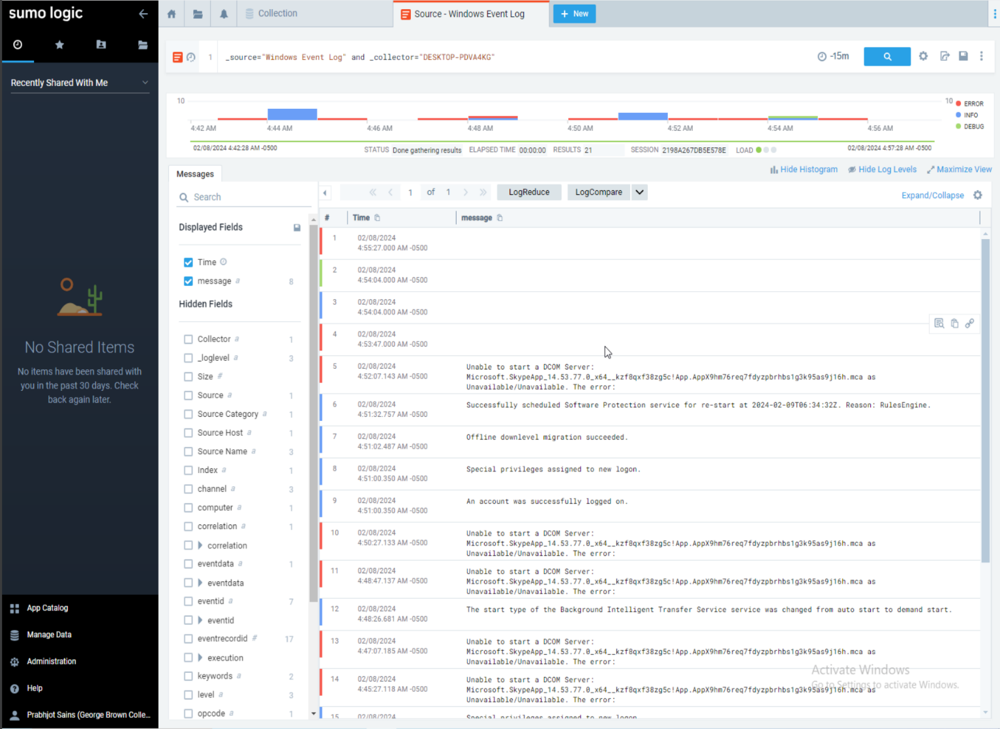 sumo logic
Collection
Source - Windows Event Log
+ New
Recently Shared With Me
1 _source="Windows Event Log" and _collector="DESKTOP-PDVA4KG"
-15m
10
10
ERROR
INFO
DEBUG
4:42 AM 4:44 AM 4:46 AM 4:48 AM 4:50 AM 4:52 AM 4:54 AM 4:56 AM
02/08/2024 4:42:28 AM -0500
STATUS Done gathering results ELAPSED TIME 00:00:00 RESULTS 21 SESSION 2198A267DB5E578E LOAD
02/08/2024 4:57:28 AM -0500
Messages
Hide Histogram Hide Log Levels Maximize View
Search
1 of 1 LogReduce LogCompare
Expand/Collapse
Displayed Fields
Time
message a 8
Hidden Fields
Collector a 1
_loglevel a 3
Size #
Source a 1
Source Category a 1
Source Host a 1
Source Name a 3
Index a 1
channel a 3
computer a 1
correlation a 1
correlation
eventdata a 1
eventdata
eventid a 7
eventid
eventrecordid # 17
execution
keywords a 2
level a 3
opcode a 1
# Time message
1 02/08/2024
4:55:27.000 AM -0500
2 02/08/2024
4:54:04.000 AM -0500
3 02/08/2024
4:54:04.000 AM -0500
4 02/08/2024
4:53:47.000 AM -0500
5 02/08/2024
4:52:07.143 AM -0500
Unable to start a DCOM Server:
Microsoft.SkypeApp_14.53.77.0_x64__kzf8qxf38zg5c!App.AppX9hm76req7fdyzpbrhbs1g3k95as9j16h.mca as
Unavailable/Unavailable. The error:
6 02/08/2024
4:51:32.757 AM -0500
Successfully scheduled Software Protection service for re-start at 2024-02-09T06:34:32Z. Reason: RulesEngine.
7 02/08/2024
4:51:02.487 AM -0500
Offline downlevel migration succeeded.
8 02/08/2024
4:51:00.350 AM -0500
Special privileges assigned to new logon.
9 02/08/2024
4:51:00.350 AM -0500
An account was successfully logged on.
10 02/08/2024
4:50:27.133 AM -0500
Unable to start a DCOM Server:
Microsoft.SkypeApp_14.53.77.0_x64__kzf8qxf38zg5c!App.AppX9hm76req7fdyzpbrhbs1g3k95as9j16h.mca as
Unavailable/Unavailable. The error:
11 02/08/2024
4:48:47.137 AM -0500
Unable to start a DCOM Server:
Microsoft.SkypeApp_14.53.77.0_x64__kzf8qxf38zg5c!App.AppX9hm76req7fdyzpbrhbs1g3k95as9j16h.mca as
Unavailable/Unavailable. The error:
12 02/08/2024
4:48:26.681 AM -0500
The start type of the Background Intelligent Transfer Service service was changed from auto start to demand start.
13 02/08/2024
4:47:07.185 AM -0500
Unable to start a DCOM Server:
Microsoft.SkypeApp_14.53.77.0_x64__kzf8qxf38zg5c!App.AppX9hm76req7fdyzpbrhbs1g3k95as9j16h.mca as
Unavailable/Unavailable. The error:
14 02/08/2024
4:45:27.118 AM -0500
Unable to start a DCOM Server:
Microsoft.SkypeApp_14.53.77.0_x64__kzf8qxf38zg5c!App.AppX9hm76req7fdyzpbrhbs1g3k95as9j16h.mca as
Unavailable/Unavailable. The error:
15 02/08/2024
Special privileges assigned to new logon.
Activate Windows
Go to Settings to activate Windows.
No Shared Items
No items have been shared with
you in the past 30 days. Check
back again later.
App Catalog
Manage Data
Administration
Help
Prabhjot Sains (George Brown Colle...